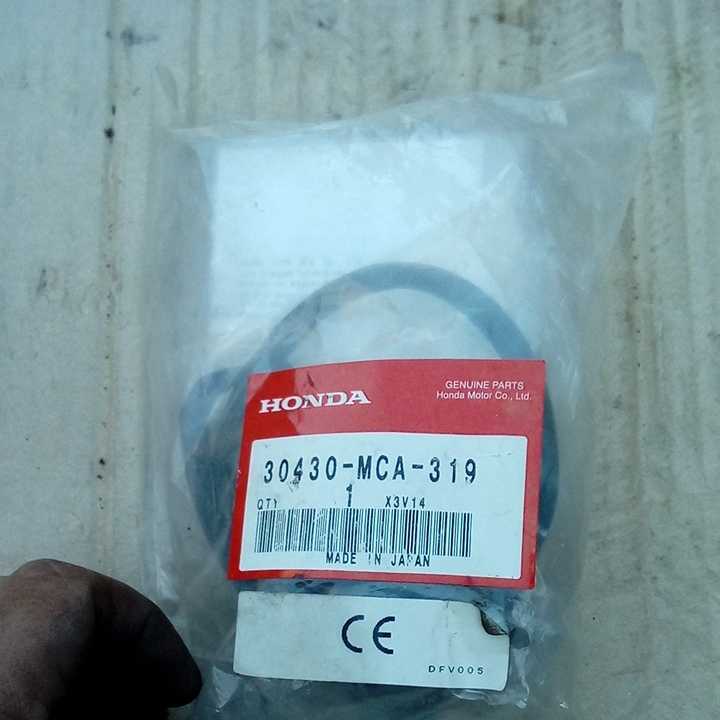 HONDA
GENUINE PARTS
Honda Motor Co., Ltd.
30430-MCA-319
QTY 1 X3V14
MADE IN JAPAN
CE
DFV005